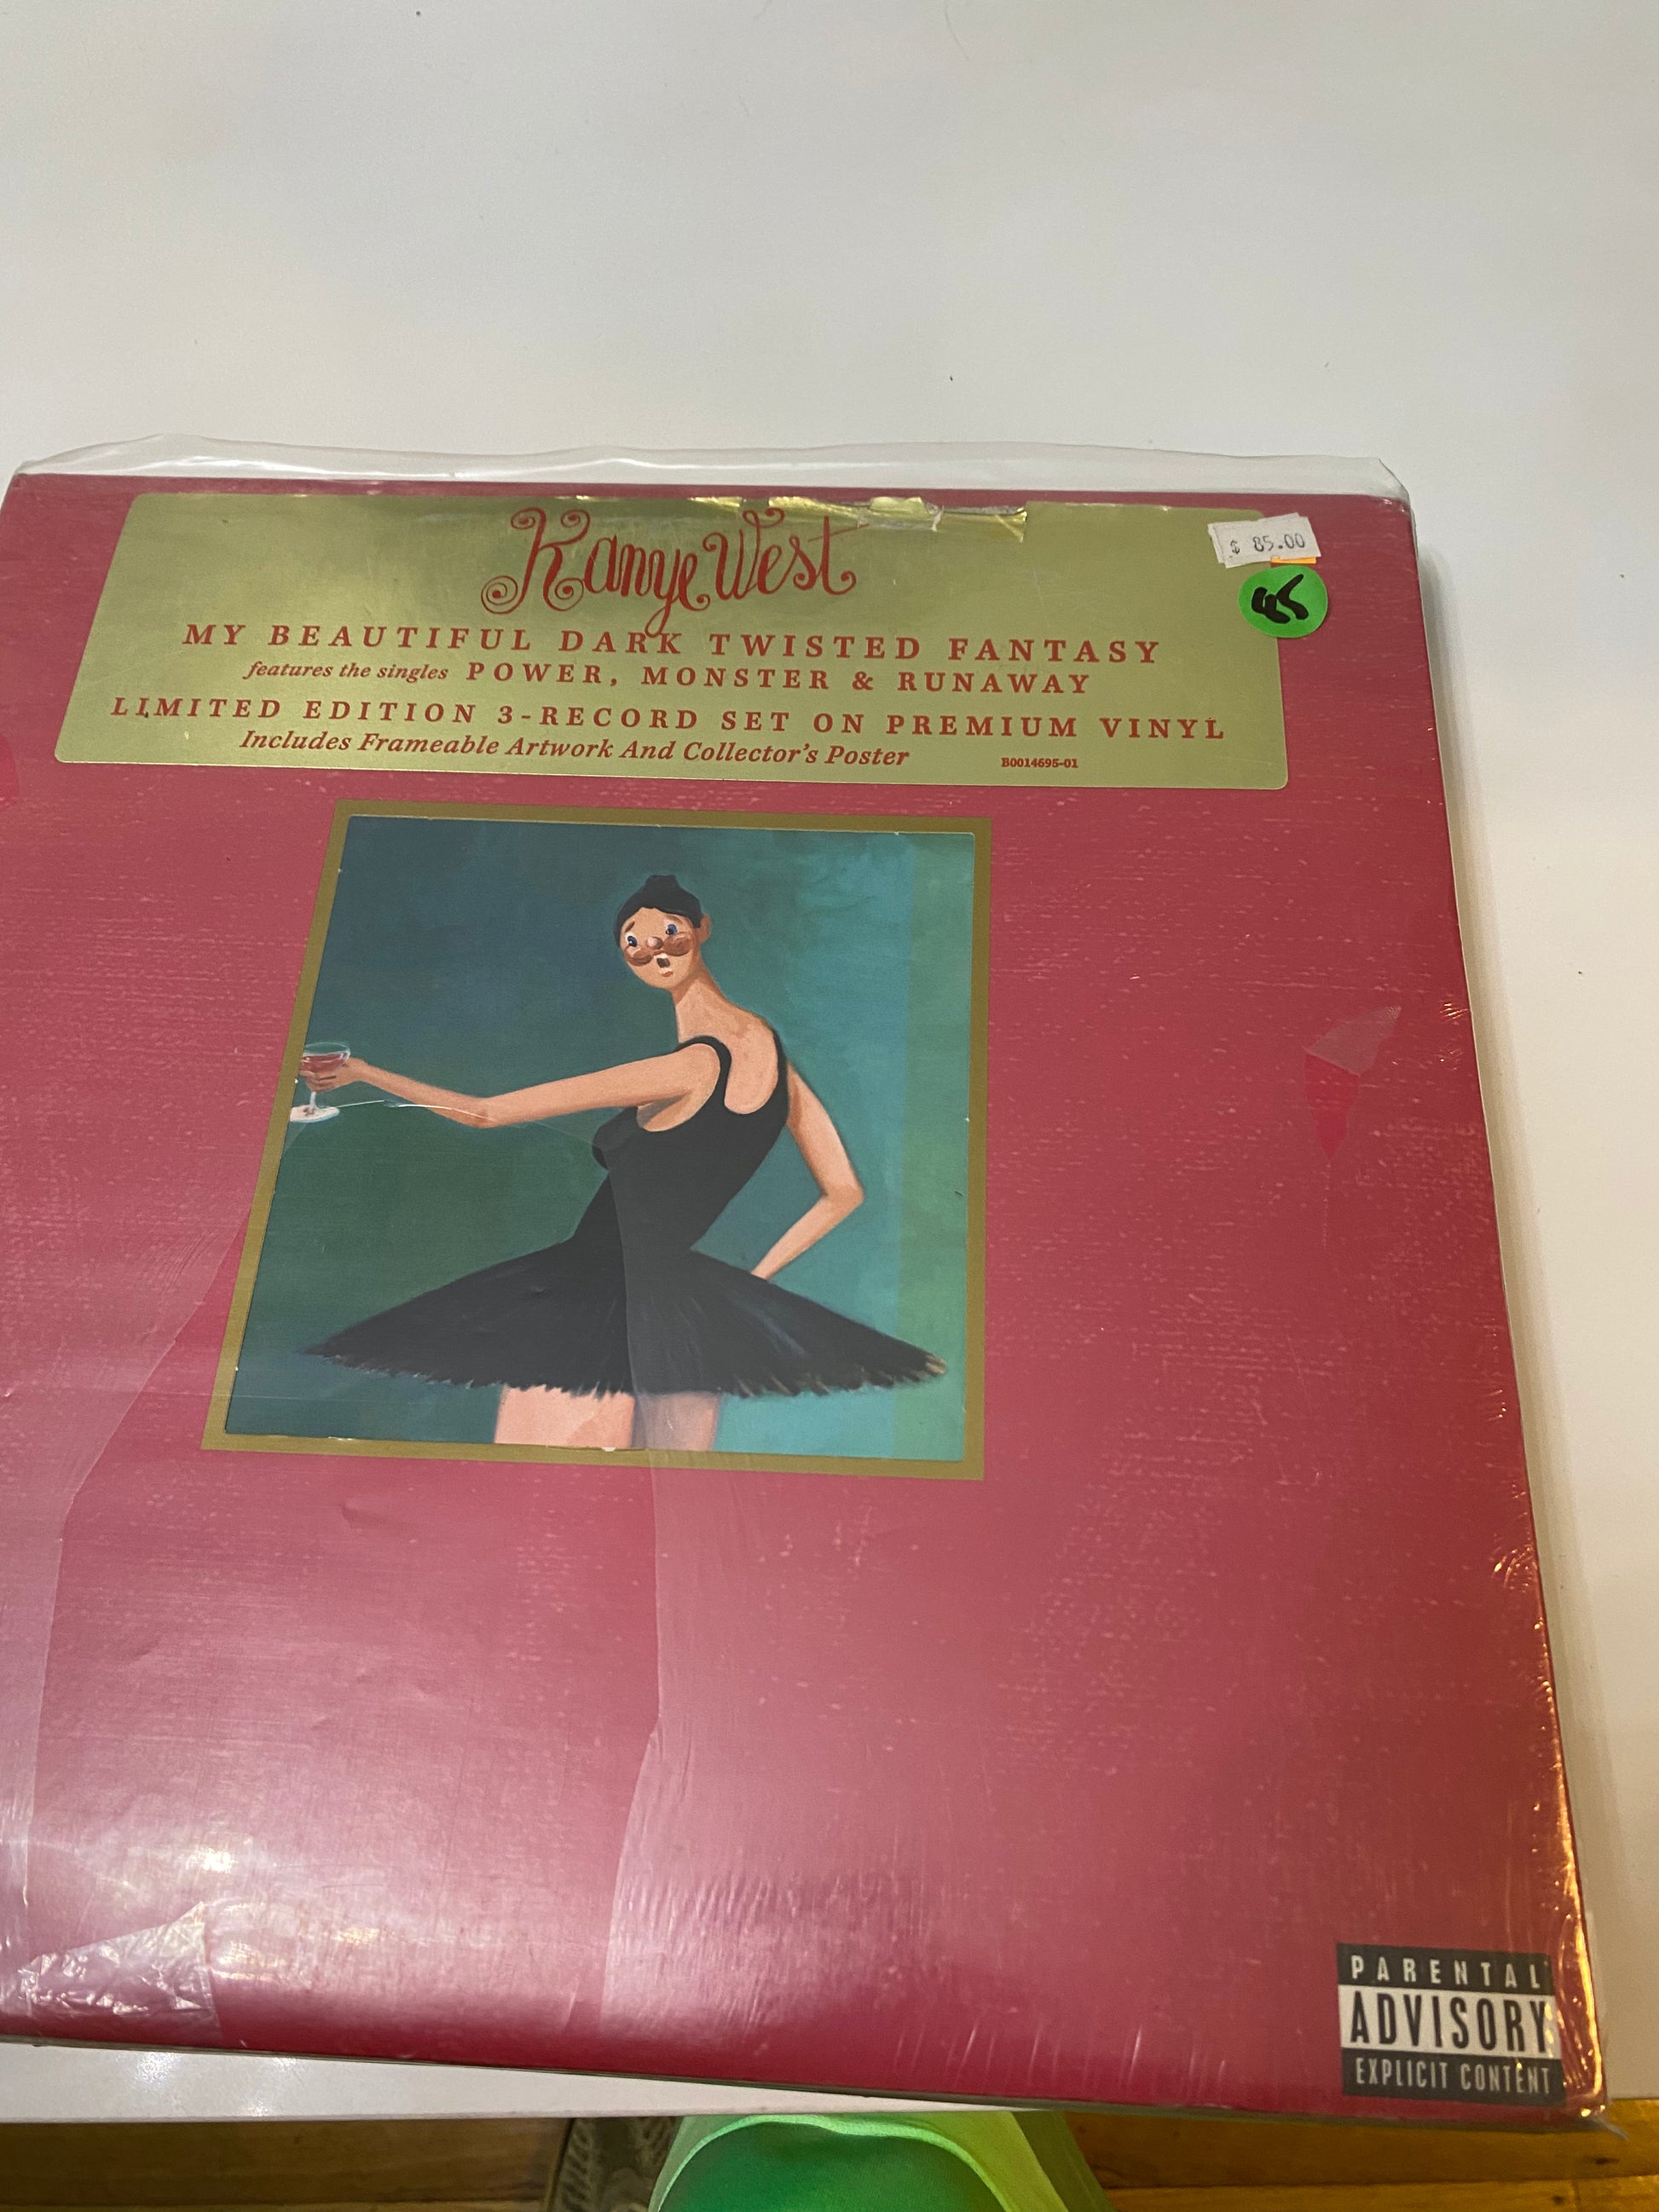 Kanye West
$ 85.00
45
MY BEAUTIFUL DARK TWISTED FANTASY
features the singles POWER, MONSTER & RUNAWAY
LIMITED EDITION 3-RECORD SET ON PREMIUM VINYL
Includes Frameable Artwork And Collector's Poster
B0014695-01
PARENTAL
ADVISORY
EXPLICIT CONTENT